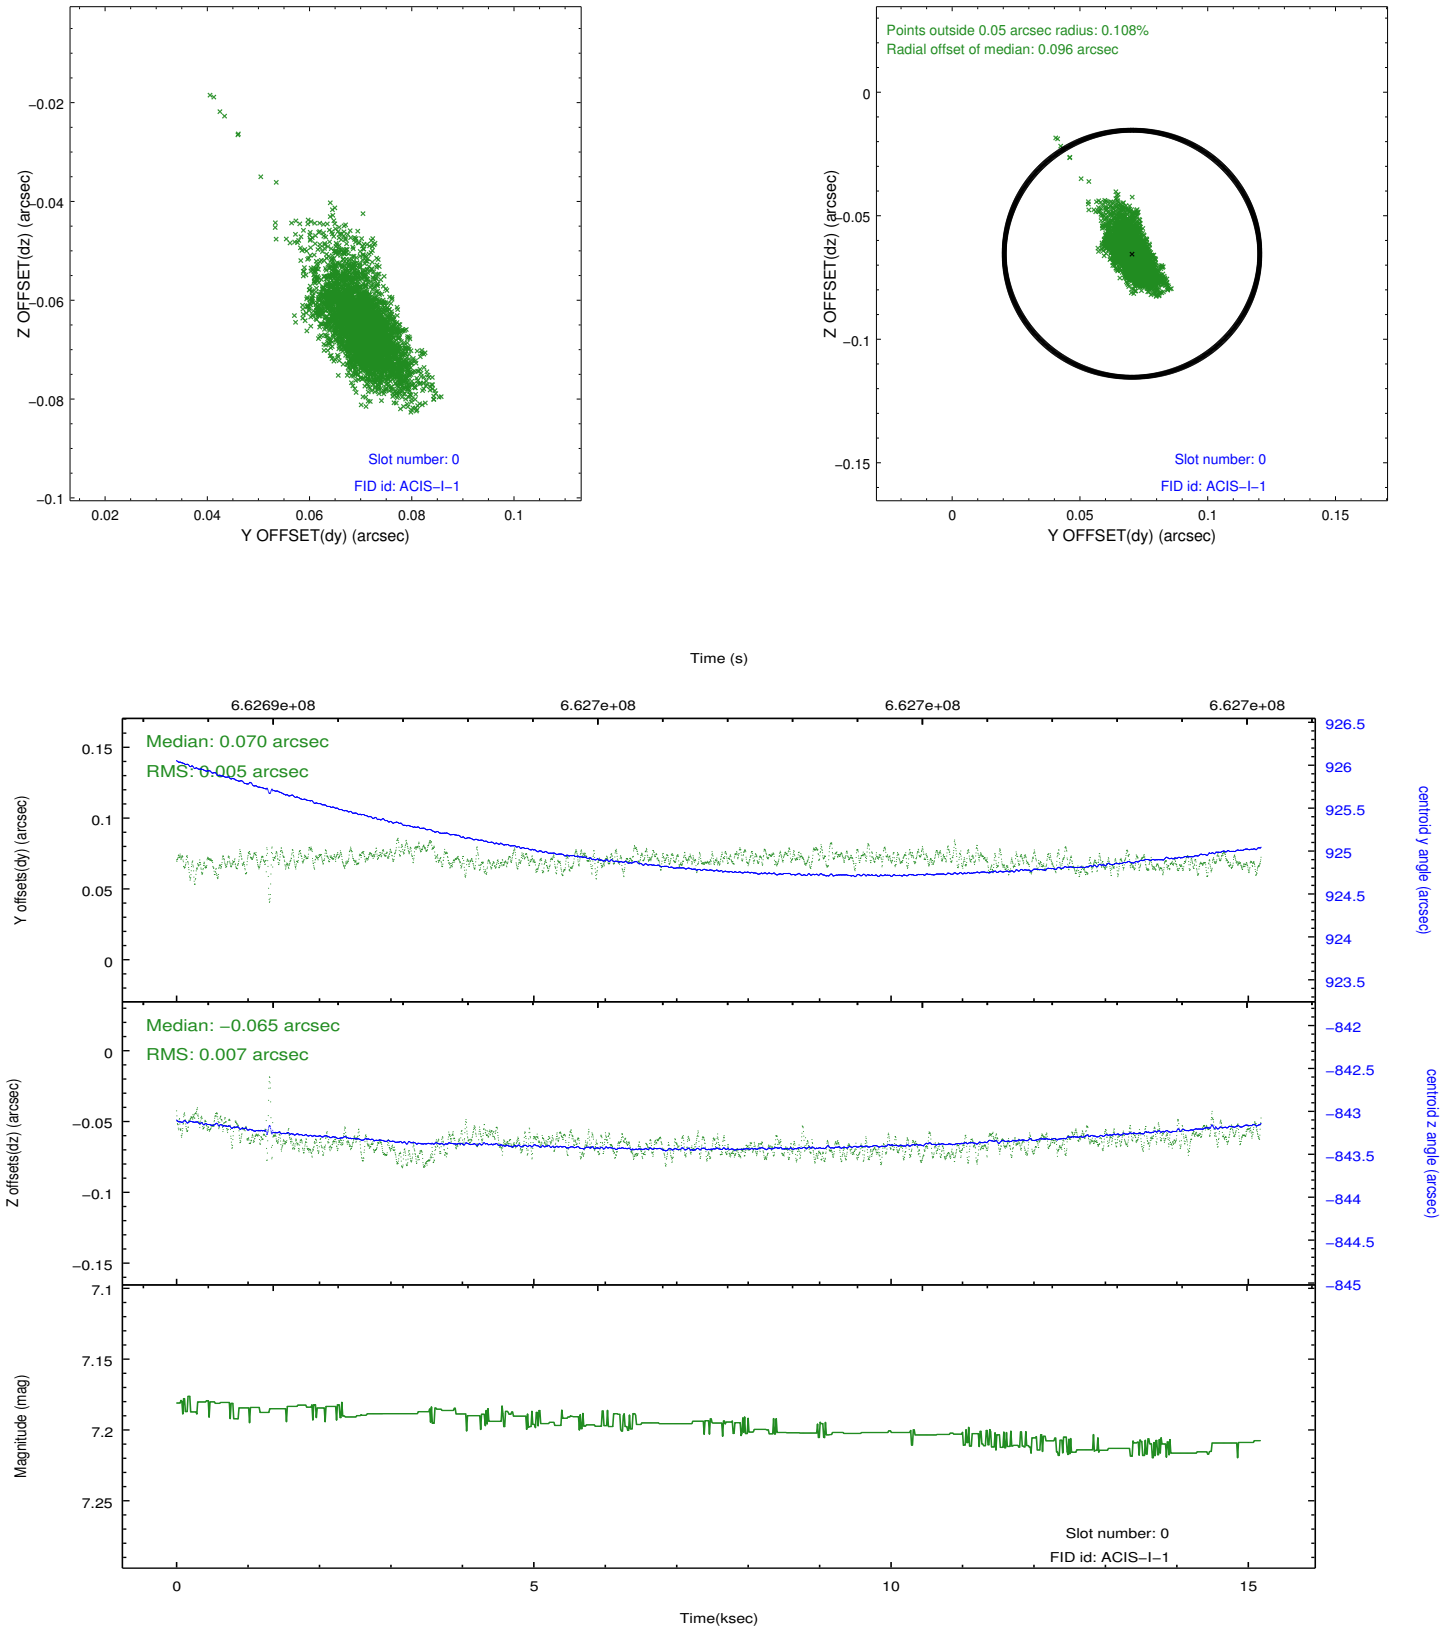 −0.02
−0.04
−0.06
−0.08
−0.1
Z OFFSET(dz) (arcsec)
Slot number: 0
FID id: ACIS−I−1
0.02 0.04 0.06 0.08 0.1
Y OFFSET(dy) (arcsec)
Points outside 0.05 arcsec radius: 0.108%
Radial offset of median: 0.096 arcsec
0
−0.05
−0.1
−0.15
Z OFFSET(dz) (arcsec)
Slot number: 0
FID id: ACIS−I−1
0 0.05 0.1 0.15
Y OFFSET(dy) (arcsec)
Time (s)
6.6269e+08 6.627e+08 6.627e+08 6.627e+08
Median: 0.070 arcsec
RMS: 0.005 arcsec
0.15
0.1
0.05
0
Y offsets(dy) (arcsec)
926.5
926
925.5
925
924.5
924
923.5
centroid y angle (arcsec)
Median: −0.065 arcsec
RMS: 0.007 arcsec
0
−0.05
−0.1
−0.15
Z offsets(dz) (arcsec)
−842
−842.5
−843
−843.5
−844
−844.5
−845
centroid z angle (arcsec)
7.1
7.15
7.2
7.25
Magnitude (mag)
Slot number: 0
FID id: ACIS−I−1
0 5 10 15
Time(ksec)